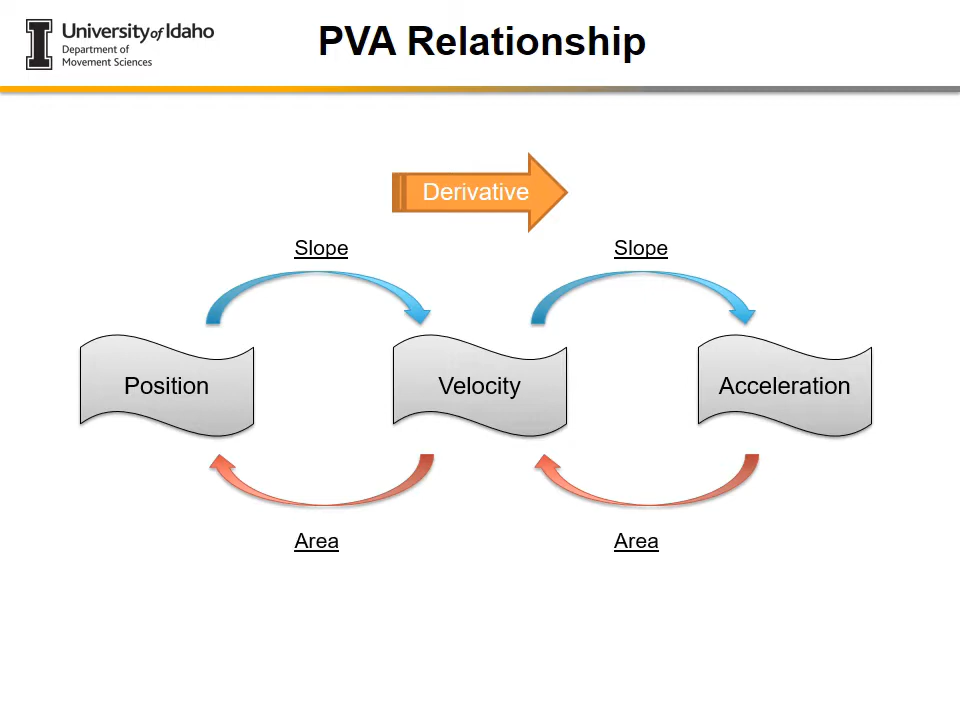 University of Idaho
Department of
Movement Sciences
PVA Relationship
Derivative
Slope
Slope
Position
Velocity
Acceleration
Area
Area